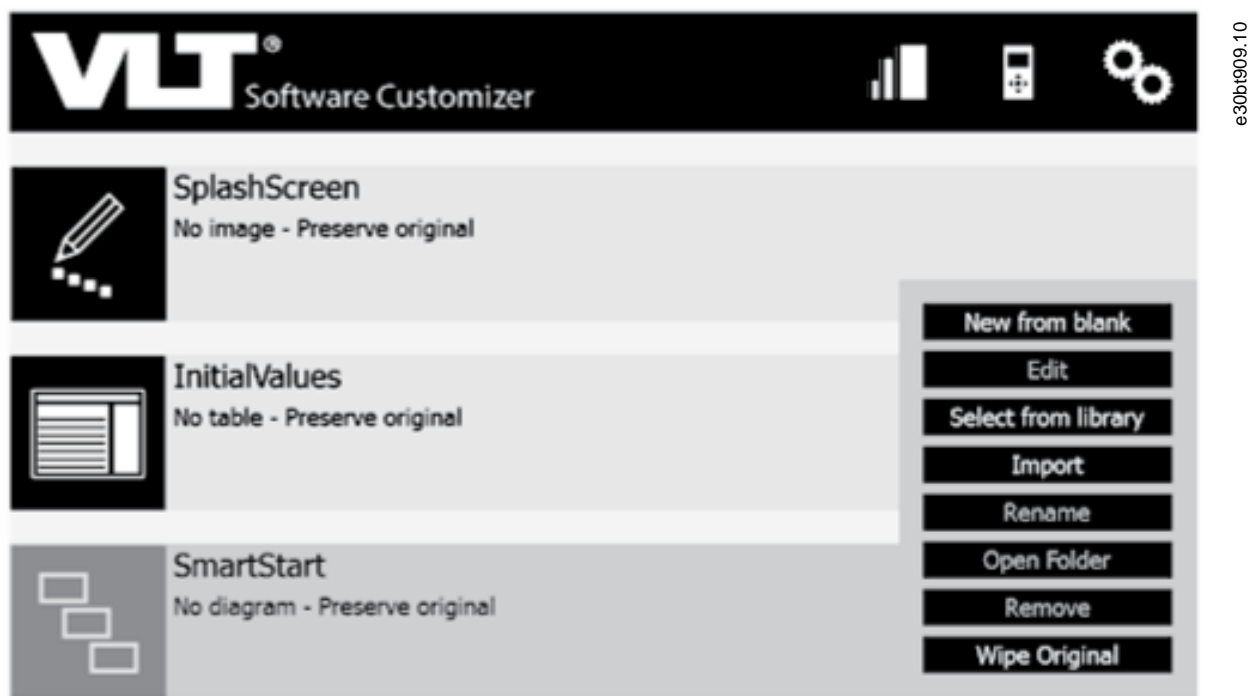 VLT®
Software Customizer
e30bt909.10
SplashScreen
No image - Preserve original
InitialValues
No table - Preserve original
SmartStart
No diagram - Preserve original
New from blank
Edit
Select from library
Import
Rename
Open Folder
Remove
Wipe Original